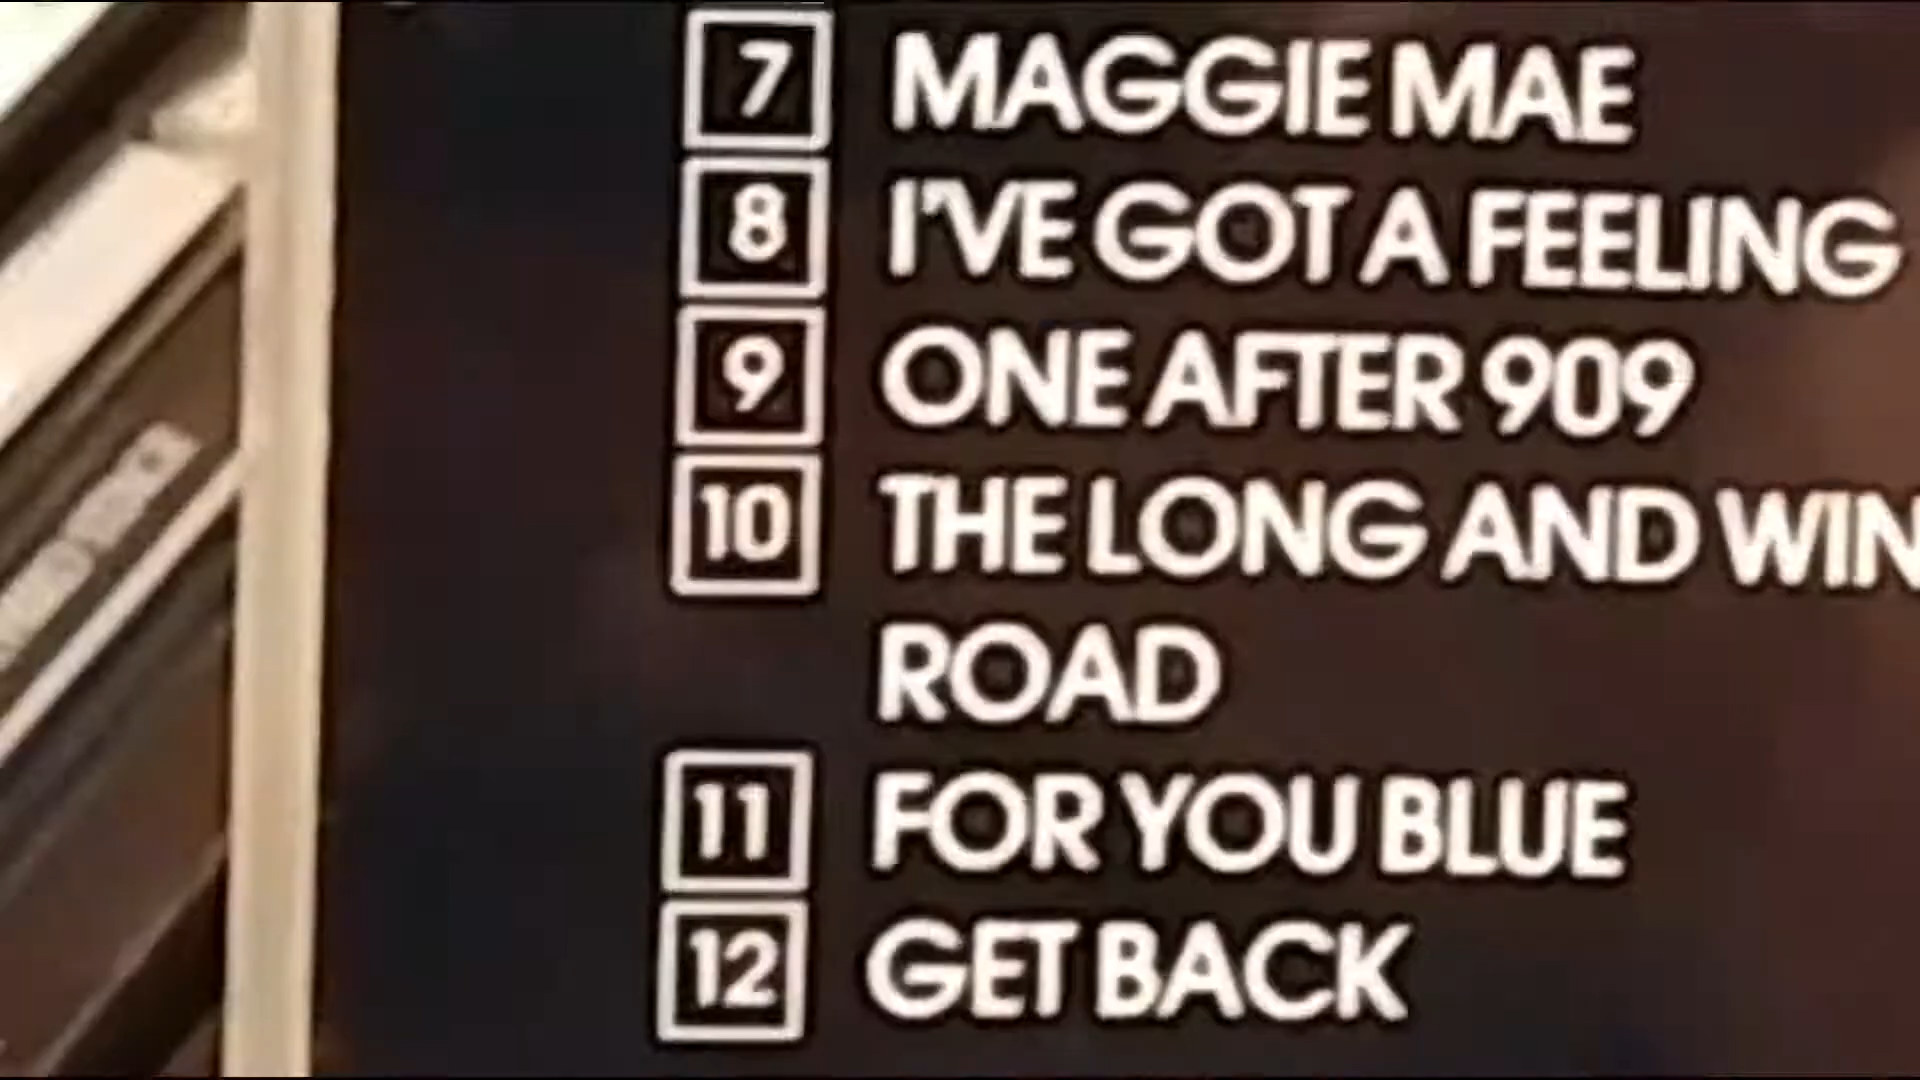 7 MAGGIE MAE
8 I'VE GOT A FEELING
9 ONE AFTER 909
10 THE LONG AND WIN
ROAD
11 FOR YOU BLUE
12 GET BACK